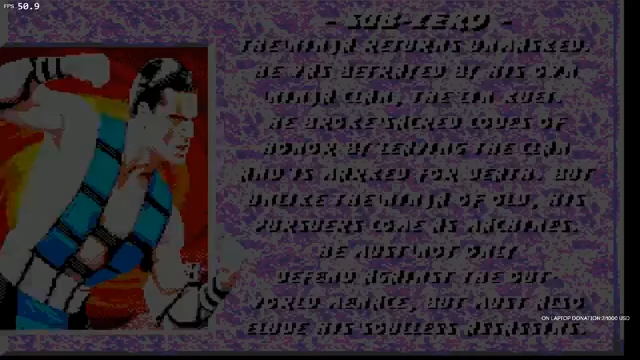 FPS 50.9
- SUB-ZERO -
THE NINJA RETURNS UNMASKED.
HE WAS BETRAYED BY HIS OWN
NINJA CLAN, THE LIN KUEI.
HE BROKE SACRED CODES OF
HONOR BY LEAVING THE CLAN
AND IS MARKED FOR DEATH. BUT
UNLIKE THE NINJA OF OLD, HIS
PURSUERS COME AS MACHINES.
HE MUST NOT ONLY
DEFEND AGAINST THE OUT-
WORLD MENACE, BUT MUST ALSO
ELUDE HIS SOULLESS ASSASSINS.
ON LAPTOP DONATION: 2/1000 USD